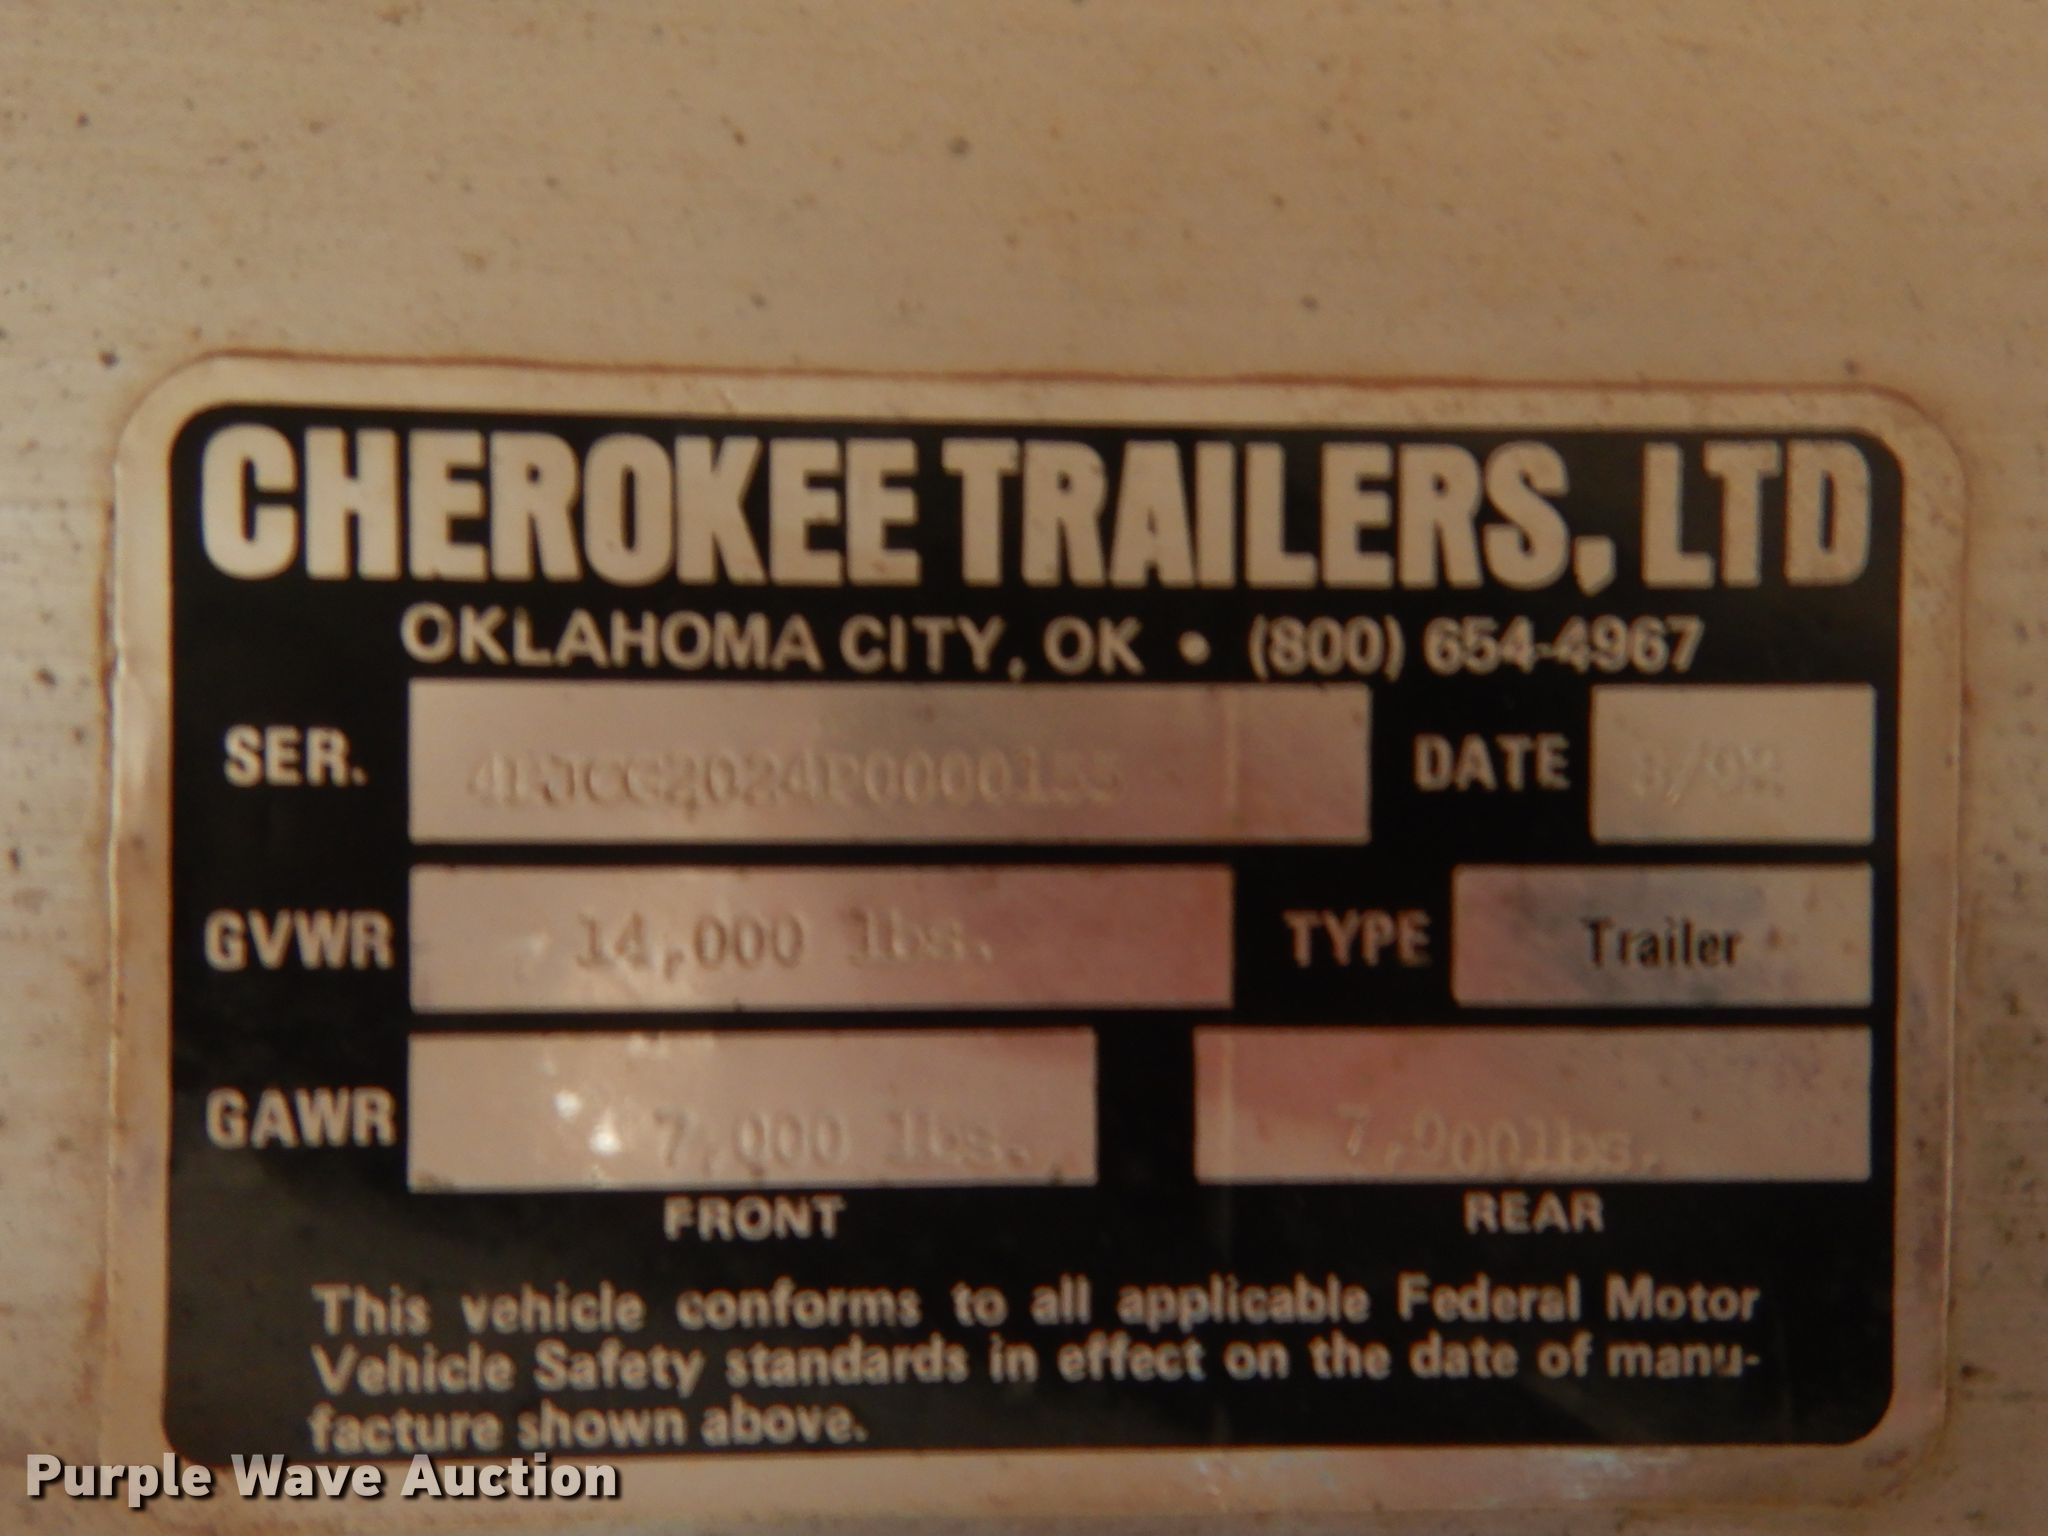 CHEROKEE TRAILERS, LTD
OKLAHOMA CITY, OK • (800) 654-4967
SER. DATE
GVWR 14,000 lbs. TYPE Trailer
GAWR 7,000 lbs. 7,000lbs.
FRONT REAR
This vehicle conforms to all applicable Federal Motor
Vehicle Safety standards in effect on the date of manu-
facture shown above.
Purple Wave Auction